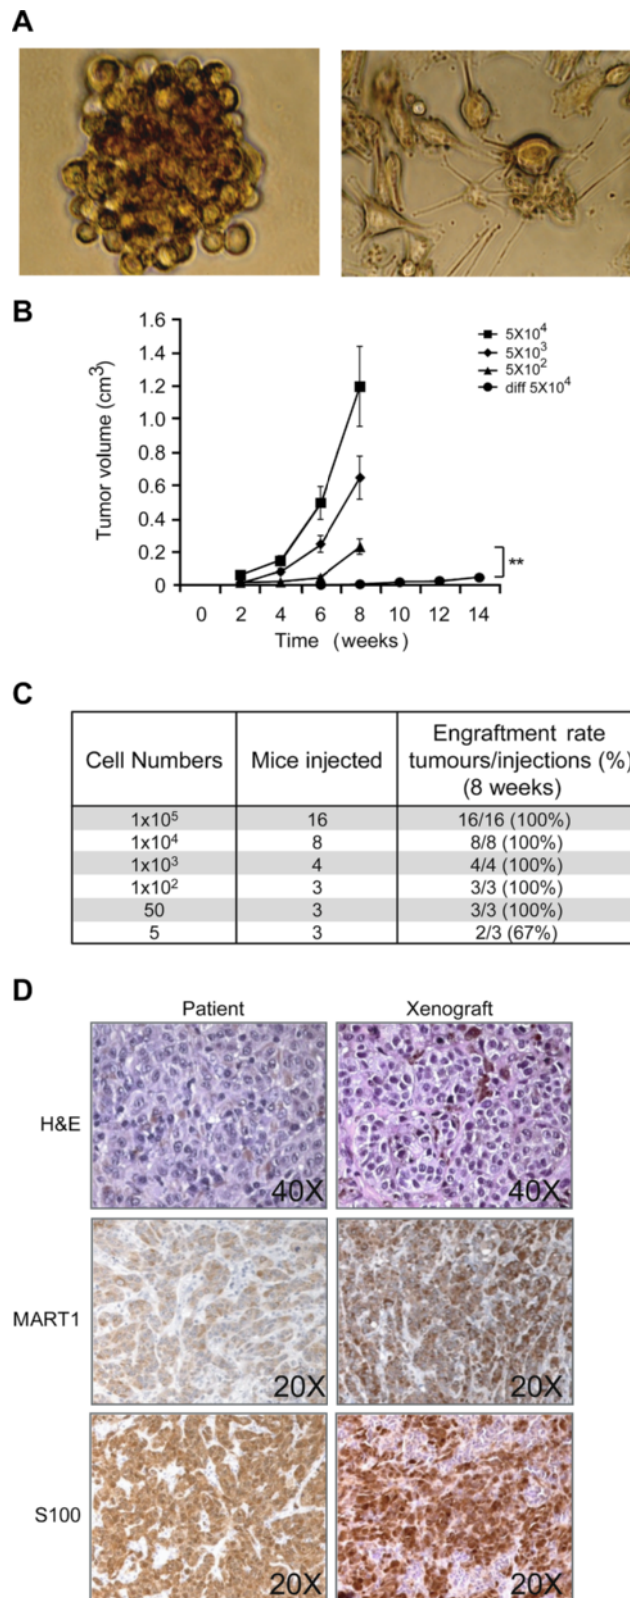 A
B
1.6
1.4
1.2
1.0
0.8
0.6
0.4
0.2
0
Tumor volume (cm³)
5X10⁴
5X10³
5X10²
diff 5X10⁴
**
0 2 4 6 8 10 12 14
Time (weeks)
C
Cell Numbers Mice injected Engraftment rate
tumours/injections (%)
(8 weeks)
1x10⁵ 16 16/16 (100%)
1x10⁴ 8 8/8 (100%)
1x10³ 4 4/4 (100%)
1x10² 3 3/3 (100%)
50 3 3/3 (100%)
5 3 2/3 (67%)
D
Patient Xenograft
H&E 40X 40X
MART1 20X 20X
S100 20X 20X